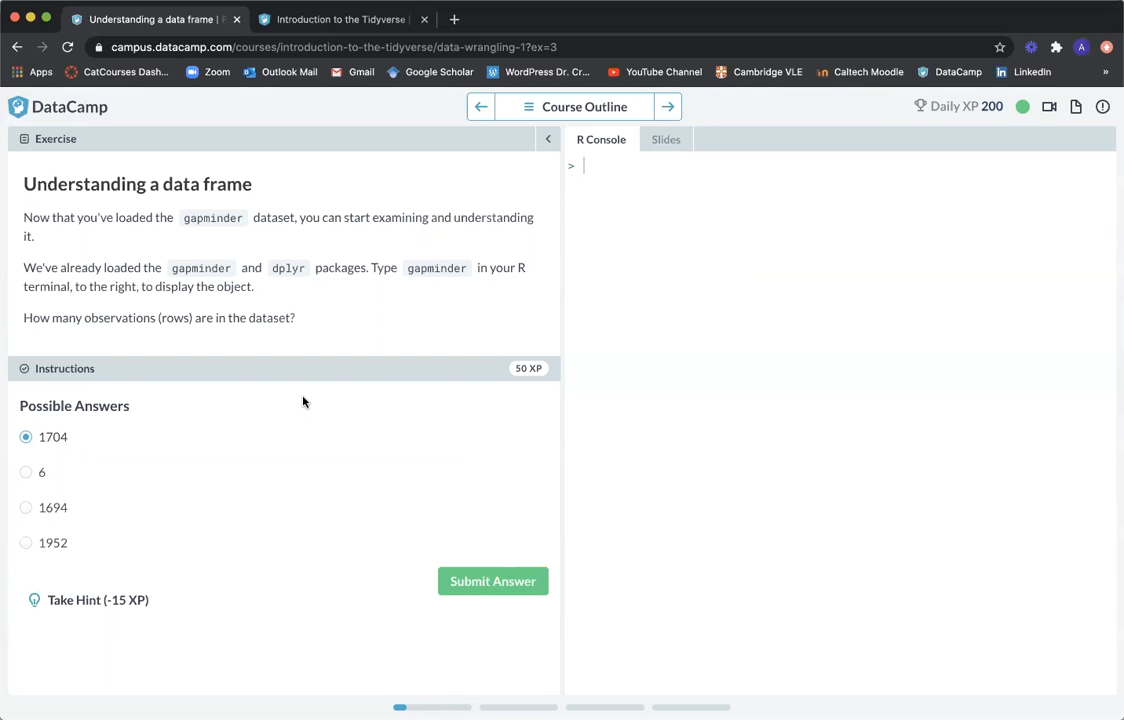 Understanding a data frame | R
Introduction to the Tidyverse
campus.datacamp.com/courses/introduction-to-the-tidyverse/data-wrangling-1?ex=3
A
Apps
CatCourses Dash...
Zoom
Outlook Mail
Gmail
Google Scholar
WordPress Dr. Cr...
YouTube Channel
Cambridge VLE
Caltech Moodle
DataCamp
LinkedIn
»
DataCamp
Course Outline
Daily XP 200
Exercise
R Console
Slides
Understanding a data frame
Now that you've loaded the gapminder dataset, you can start examining and understanding
it.
We've already loaded the gapminder and dplyr packages. Type gapminder in your R
terminal, to the right, to display the object.
How many observations (rows) are in the dataset?
>
Instructions
50 XP
Possible Answers
1704
6
1694
1952
Submit Answer
Take Hint (-15 XP)